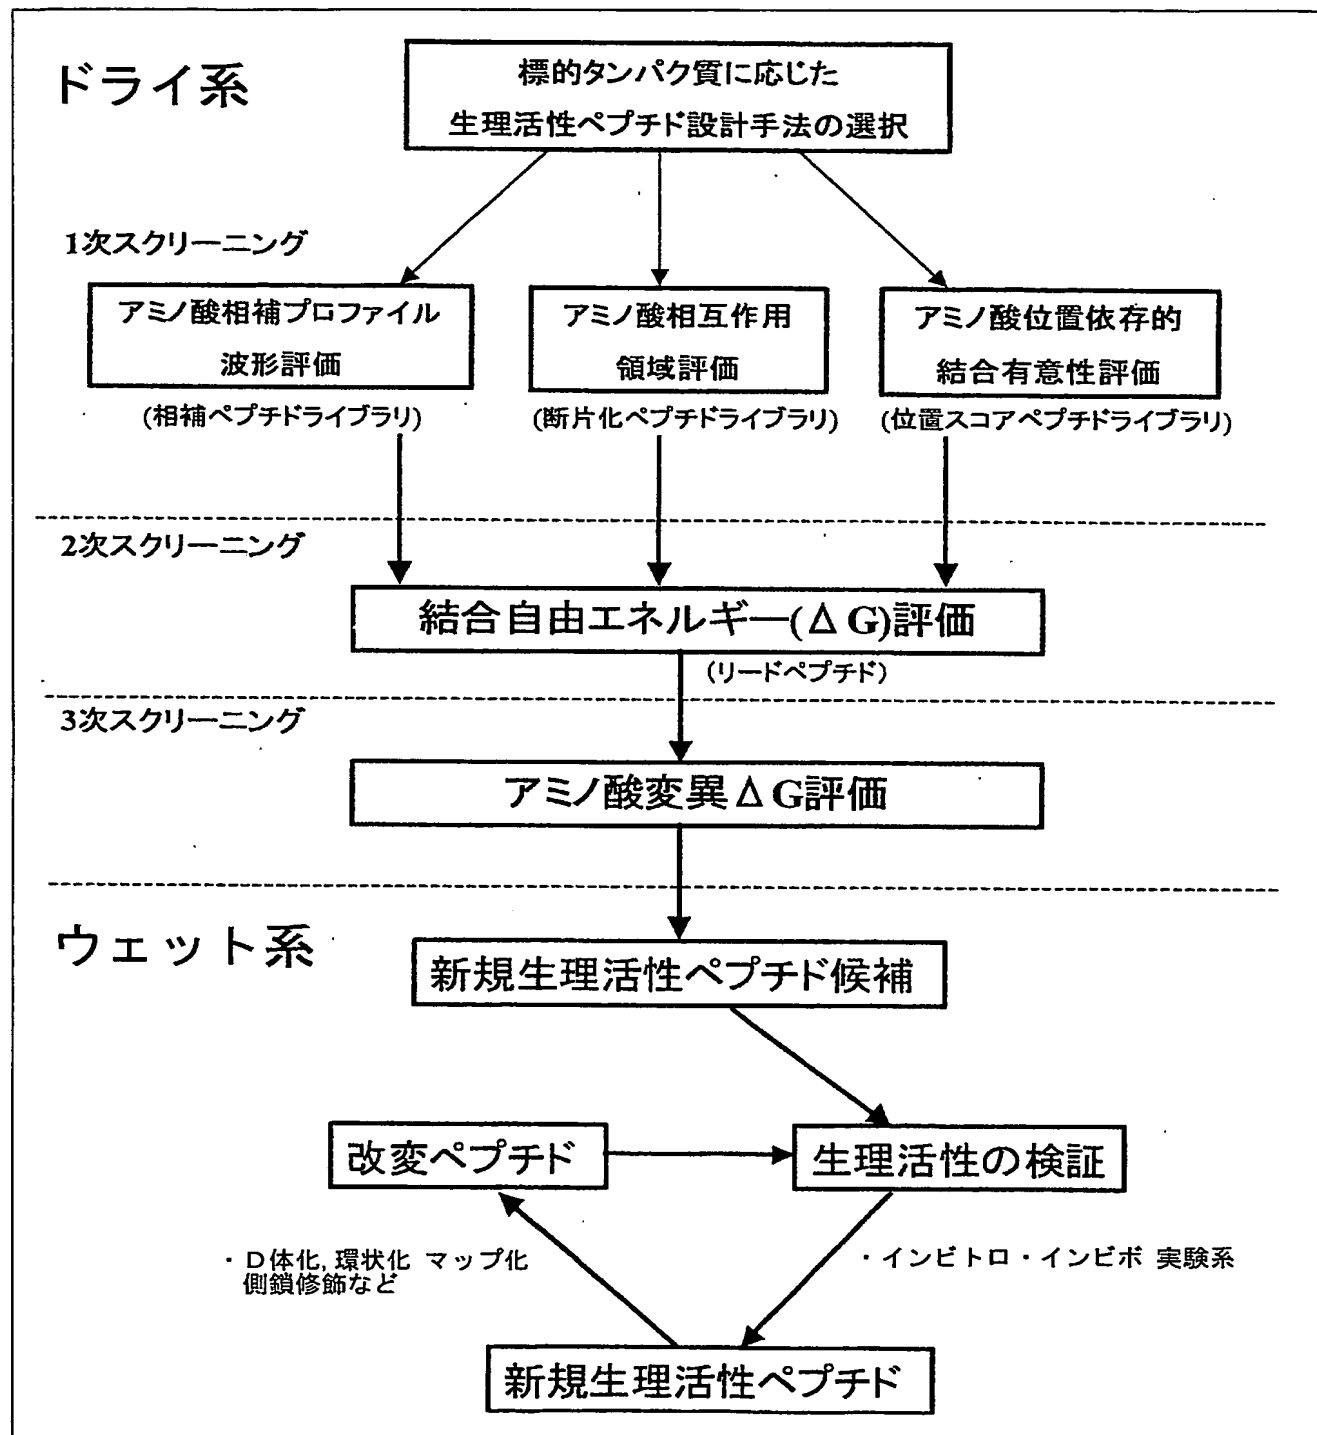 ドライ系
標的タンパク質に応じた
生理活性ペプチド設計手法の選択
1次スクリーニング
アミノ酸相補プロファイル
波形評価
(相補ペプチドライブラリ)
アミノ酸相互作用
領域評価
(断片化ペプチドライブラリ)
アミノ酸位置依存的
結合有意性評価
(位置スコアペプチドライブラリ)
2次スクリーニング
結合自由エネルギー(ΔG)評価
(リードペプチド)
3次スクリーニング
アミノ酸変異ΔG評価
ウェット系
新規生理活性ペプチド候補
改変ペプチド
生理活性の検証
・D体化, 環状化 マップ化
側鎖修飾など
・インビトロ・インビボ 実験系
新規生理活性ペプチド